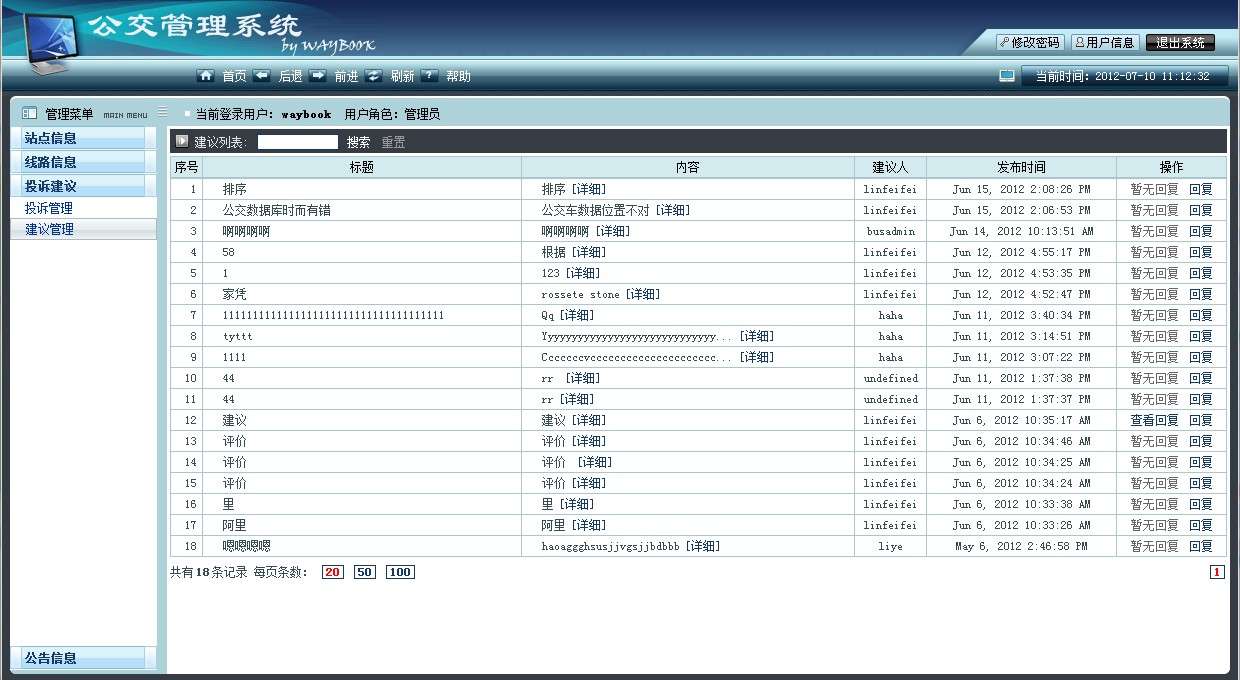 公交管理系统
by WAYBOOK
修改密码 用户信息 退出系统
首页 后退 前进 刷新 ? 帮助 当前时间：2012-07-10 11:12:32
管理菜单 MAIN MENU 当前登录用户：waybook 用户角色：管理员
站点信息
线路信息
投诉建议
投诉管理
建议管理
公告信息
建议列表： 搜索 重置
序号 标题 内容 建议人 发布时间 操作
1 排序 排序 [详细] linfeifei Jun 15, 2012 2:08:26 PM 暂无回复 回复
2 公交数据库时而有错 公交车数据位置不对 [详细] linfeifei Jun 15, 2012 2:06:53 PM 暂无回复 回复
3 啊啊啊啊 啊啊啊啊 [详细] busadmin Jun 14, 2012 10:13:51 AM 暂无回复 回复
4 58 根据 [详细] linfeifei Jun 12, 2012 4:55:17 PM 暂无回复 回复
5 1 123 [详细] linfeifei Jun 12, 2012 4:53:35 PM 暂无回复 回复
6 家凭 rossete stone [详细] linfeifei Jun 12, 2012 4:52:47 PM 暂无回复 回复
7 1111111111111111111111111111111111111 Qq [详细] haha Jun 11, 2012 3:40:34 PM 暂无回复 回复
8 tyttt Yyyyyyyyyyyyyyyyyyyyyyyyyyyyy... [详细] haha Jun 11, 2012 3:14:51 PM 暂无回复 回复
9 1111 Cccccccvccccccccccccccccccccc... [详细] haha Jun 11, 2012 3:07:22 PM 暂无回复 回复
10 44 rr [详细] undefined Jun 11, 2012 1:37:38 PM 暂无回复 回复
11 44 rr [详细] undefined Jun 11, 2012 1:37:37 PM 暂无回复 回复
12 建议 建议 [详细] linfeifei Jun 6, 2012 10:35:17 AM 查看回复 回复
13 评价 评价 [详细] linfeifei Jun 6, 2012 10:34:46 AM 暂无回复 回复
14 评价 评价 [详细] linfeifei Jun 6, 2012 10:34:25 AM 暂无回复 回复
15 评价 评价 [详细] linfeifei Jun 6, 2012 10:34:24 AM 暂无回复 回复
16 里 里 [详细] linfeifei Jun 6, 2012 10:33:38 AM 暂无回复 回复
17 阿里 阿里 [详细] linfeifei Jun 6, 2012 10:33:26 AM 暂无回复 回复
18 嗯嗯嗯嗯 haoaggghsusjjvgsjjbdbbb [详细] liye May 6, 2012 2:46:58 PM 暂无回复 回复
共有18条记录 每页条数： 20 50 100 1